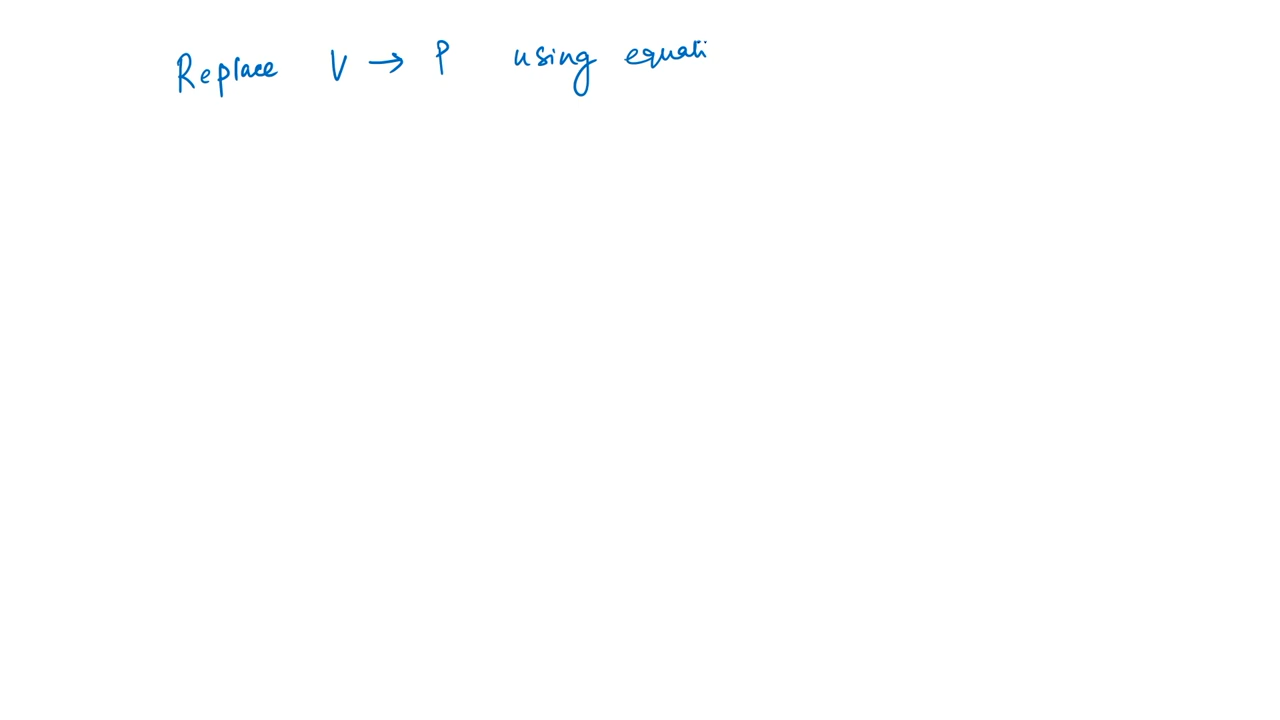 Replace V → P using equati